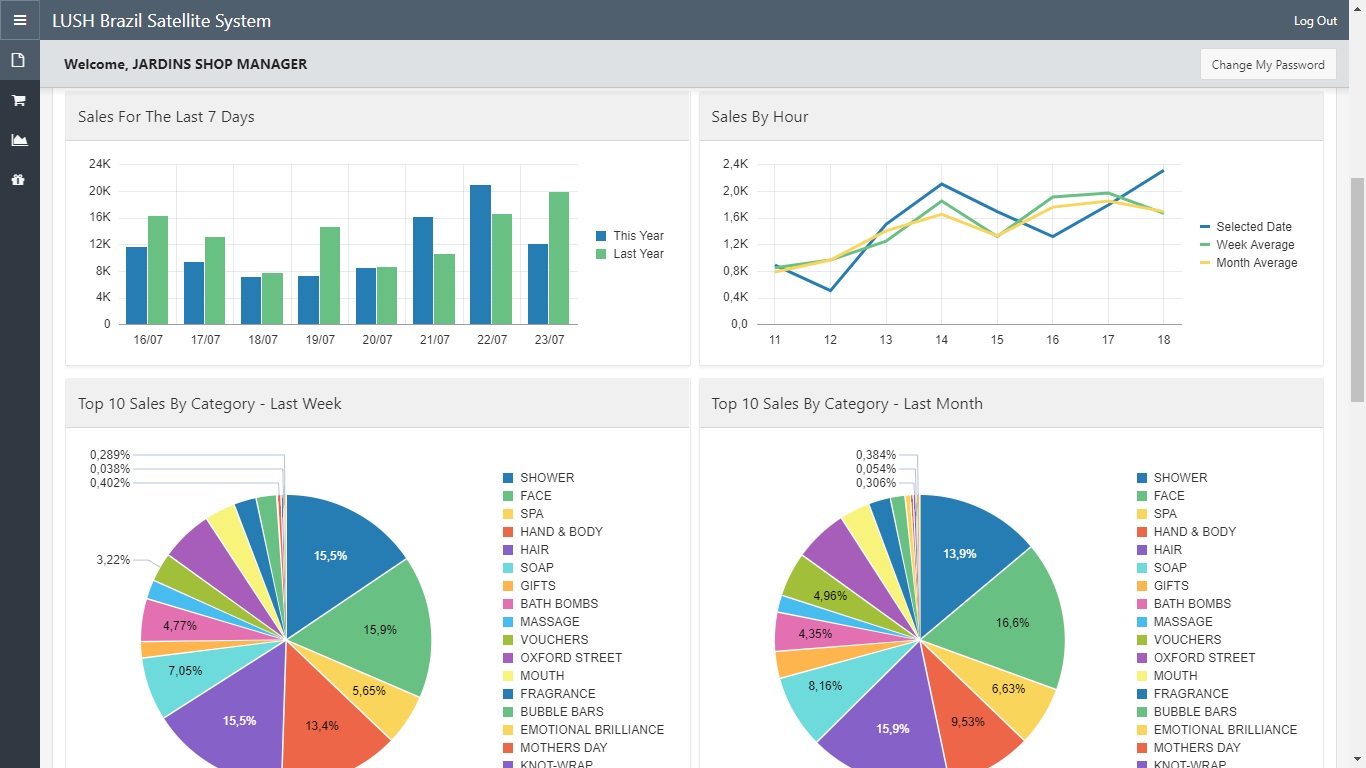 LUSH Brazil Satellite System
Log Out
Welcome, JARDINS SHOP MANAGER
Change My Password
Sales For The Last 7 Days
24K
20K
16K
12K
8K
4K
0
16/07 17/07 18/07 19/07 20/07 21/07 22/07 23/07
This Year
Last Year
Sales By Hour
2,4K
2,0K
1,6K
1,2K
0,8K
0,4K
0,0
11 12 13 14 15 16 17 18
Selected Date
Week Average
Month Average
Top 10 Sales By Category - Last Week
0,289%
0,038%
0,402%
3,22%
4,77%
7,05%
15,5%
13,4%
5,65%
15,9%
15,5%
SHOWER
FACE
SPA
HAND & BODY
HAIR
SOAP
GIFTS
BATH BOMBS
MASSAGE
VOUCHERS
OXFORD STREET
MOUTH
FRAGRANCE
BUBBLE BARS
EMOTIONAL BRILLIANCE
MOTHERS DAY
KNOT-WRAP
Top 10 Sales By Category - Last Month
0,384%
0,054%
0,306%
4,96%
4,35%
8,16%
15,9%
9,53%
6,63%
16,6%
13,9%
SHOWER
FACE
SPA
HAND & BODY
HAIR
SOAP
GIFTS
BATH BOMBS
MASSAGE
VOUCHERS
OXFORD STREET
MOUTH
FRAGRANCE
BUBBLE BARS
EMOTIONAL BRILLIANCE
MOTHERS DAY
KNOT-WRAP